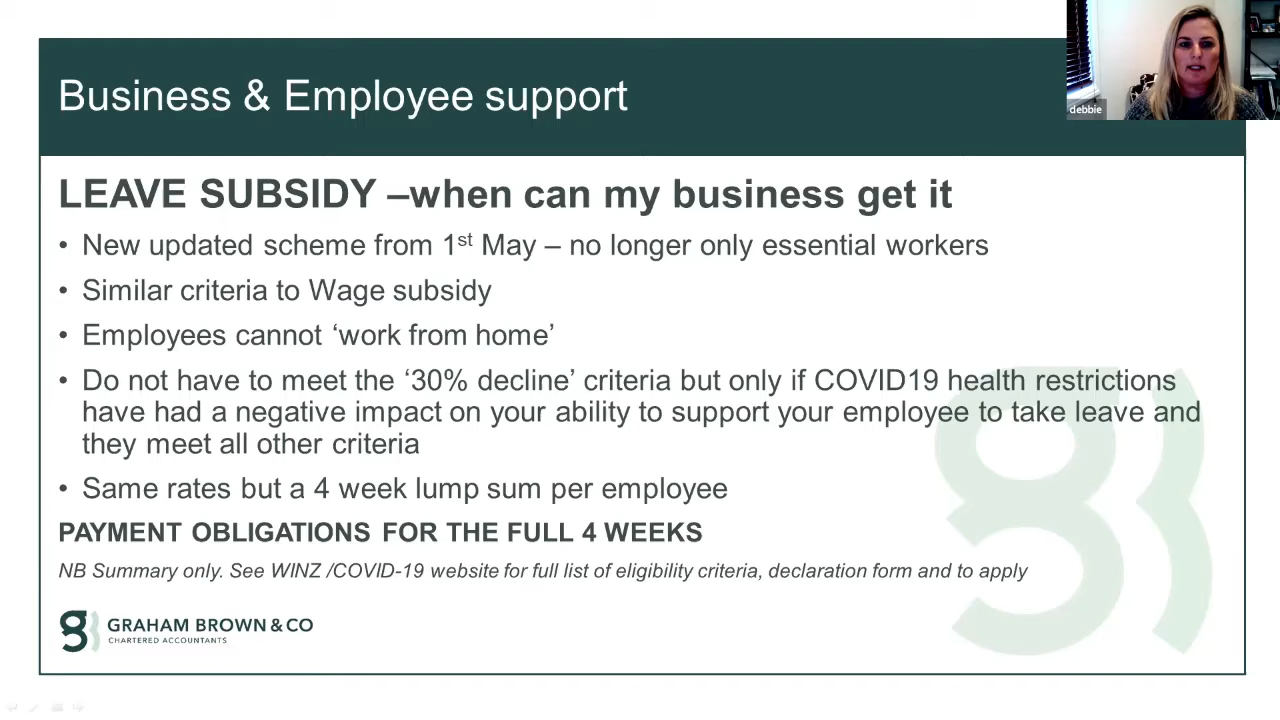 Business & Employee support
debbie
LEAVE SUBSIDY –when can my business get it
• New updated scheme from 1st May – no longer only essential workers
• Similar criteria to Wage subsidy
• Employees cannot ‘work from home’
• Do not have to meet the ‘30% decline’ criteria but only if COVID19 health restrictions
have had a negative impact on your ability to support your employee to take leave and
they meet all other criteria
• Same rates but a 4 week lump sum per employee
PAYMENT OBLIGATIONS FOR THE FULL 4 WEEKS
NB Summary only. See WINZ /COVID-19 website for full list of eligibility criteria, declaration form and to apply
GRAHAM BROWN & CO
CHARTERED ACCOUNTANTS